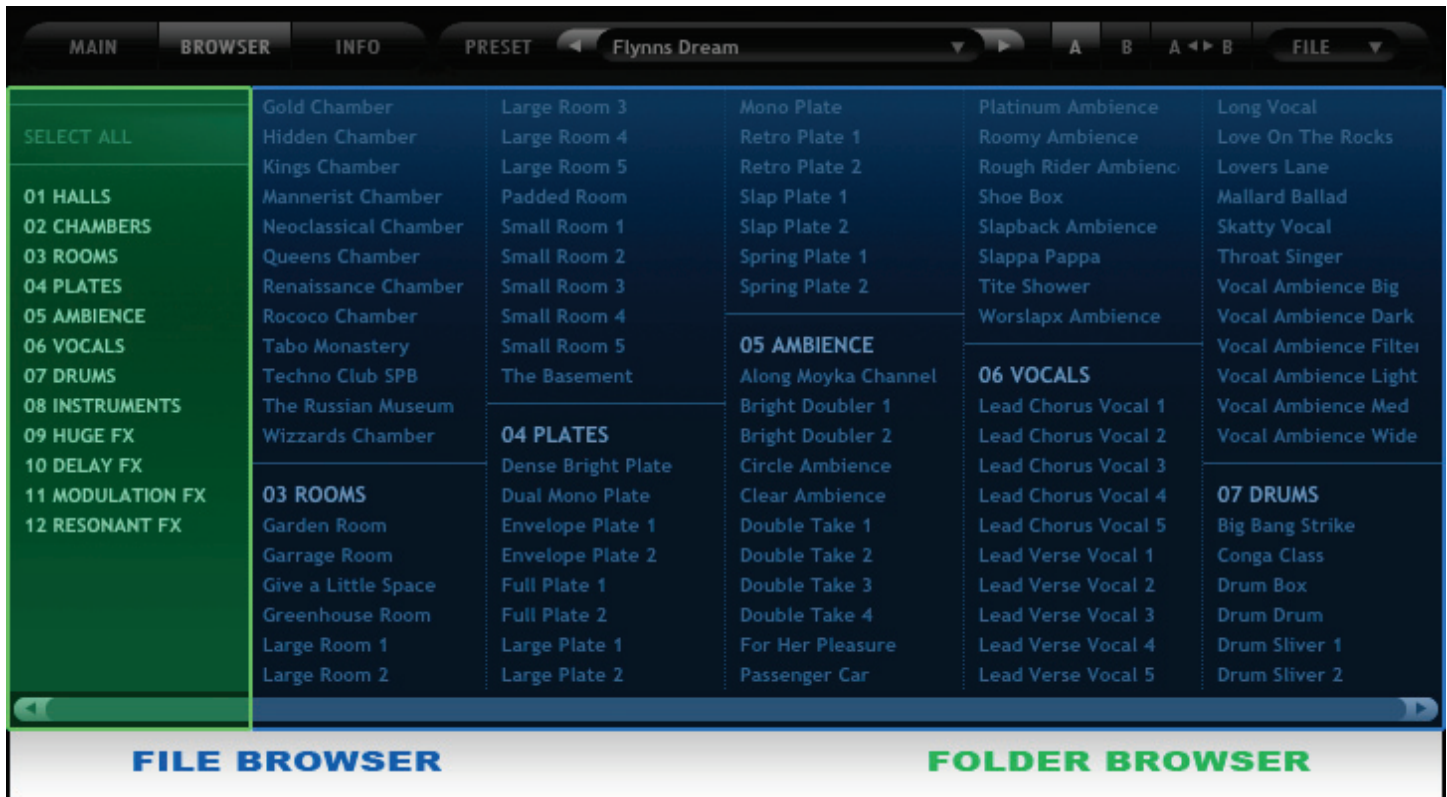 MAIN BROWSER INFO PRESET Flynns Dream A B A B FILE
SELECT ALL
01 HALLS
02 CHAMBERS
03 ROOMS
04 PLATES
05 AMBIENCE
06 VOCALS
07 DRUMS
08 INSTRUMENTS
09 HUGE FX
10 DELAY FX
11 MODULATION FX
12 RESONANT FX
Gold Chamber
Hidden Chamber
Kings Chamber
Mannerist Chamber
Neoclassical Chamber
Queens Chamber
Renaissance Chamber
Rococo Chamber
Tabo Monastery
Techno Club SPB
The Russian Museum
Wizzards Chamber
03 ROOMS
Garden Room
Garrage Room
Give a Little Space
Greenhouse Room
Large Room 1
Large Room 2
Large Room 3
Large Room 4
Large Room 5
Padded Room
Small Room 1
Small Room 2
Small Room 3
Small Room 4
Small Room 5
The Basement
04 PLATES
Dense Bright Plate
Dual Mono Plate
Envelope Plate 1
Envelope Plate 2
Full Plate 1
Full Plate 2
Large Plate 1
Large Plate 2
Mono Plate
Retro Plate 1
Retro Plate 2
Slap Plate 1
Slap Plate 2
Spring Plate 1
Spring Plate 2
05 AMBIENCE
Along Moyka Channel
Bright Doubler 1
Bright Doubler 2
Circle Ambience
Clear Ambience
Double Take 1
Double Take 2
Double Take 3
Double Take 4
For Her Pleasure
Passenger Car
Platinum Ambience
Roomy Ambience
Rough Rider Ambienc
Shoe Box
Slapback Ambience
Slappa Pappa
Tite Shower
Worslapx Ambience
06 VOCALS
Lead Chorus Vocal 1
Lead Chorus Vocal 2
Lead Chorus Vocal 3
Lead Chorus Vocal 4
Lead Chorus Vocal 5
Lead Verse Vocal 1
Lead Verse Vocal 2
Lead Verse Vocal 3
Lead Verse Vocal 4
Lead Verse Vocal 5
Long Vocal
Love On The Rocks
Lovers Lane
Mallard Ballad
Skatty Vocal
Throat Singer
Vocal Ambience Big
Vocal Ambience Dark
Vocal Ambience Filter
Vocal Ambience Light
Vocal Ambience Med
Vocal Ambience Wide
07 DRUMS
Big Bang Strike
Conga Class
Drum Box
Drum Drum
Drum Sliver 1
Drum Sliver 2
FILE BROWSER
FOLDER BROWSER